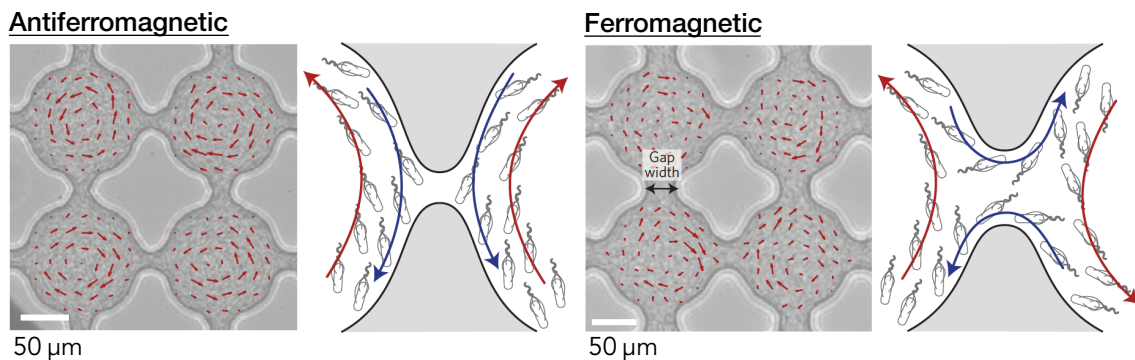 Antiferromagnetic
Ferromagnetic
Gap
width
50 µm
50 µm